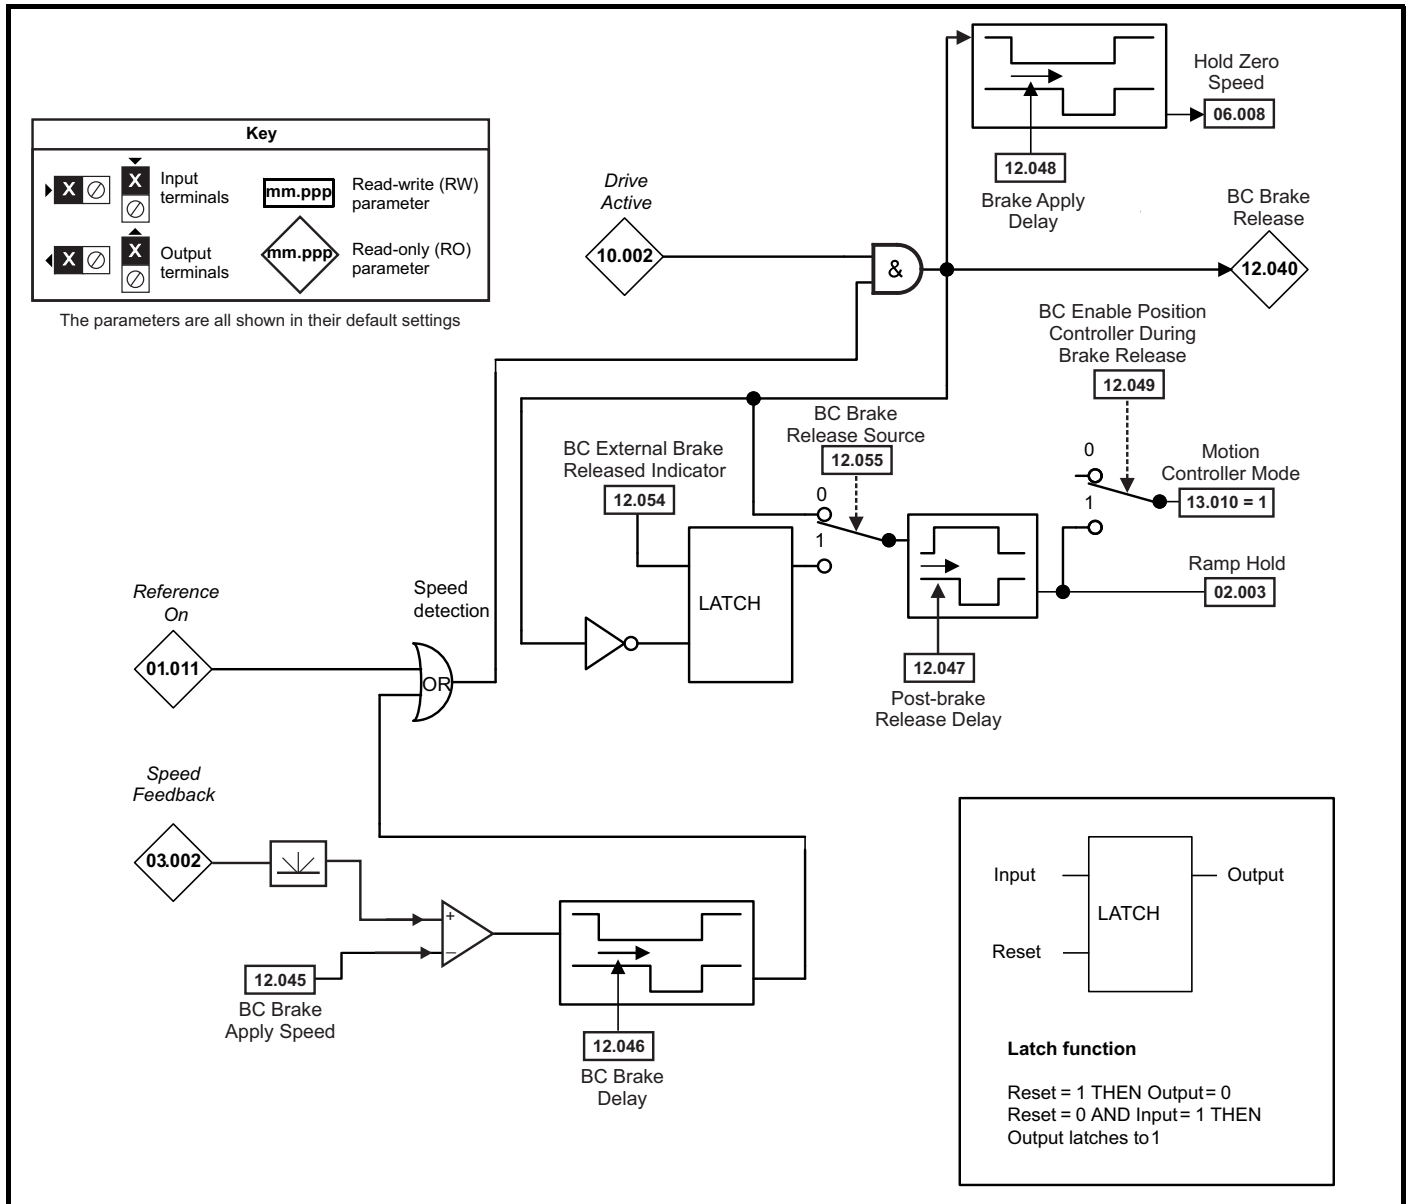 Key
X
X
Input
terminals
mm.ppp
Read-write (RW)
parameter
X
X
Output
terminals
mm.ppp
Read-only (RO)
parameter
The parameters are all shown in their default settings
Hold Zero
Speed
06.008
12.048
Brake Apply
Delay
Drive
Active
10.002
&
BC Brake
Release
12.040
BC Enable Position
Controller During
Brake Release
12.049
BC Brake
Release Source
12.055
BC External Brake
Released Indicator
12.054
0
1
LATCH
0
1
Motion
Controller Mode
13.010 = 1
Ramp Hold
02.003
12.047
Post-brake
Release Delay
Reference
On
01.011
Speed
detection
OR
Speed
Feedback
03.002
+
–
12.045
BC Brake
Apply Speed
12.046
BC Brake
Delay
Input
Reset
LATCH
Output
Latch function
Reset = 1 THEN Output = 0
Reset = 0 AND Input = 1 THEN
Output latches to 1